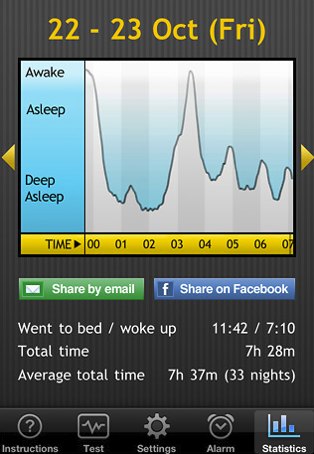 22 - 23 Oct (Fri)
Awake
Asleep
Deep
Asleep
TIME▶ 00 01 02 03 04 05 06 07
Share by email
f Share on Facebook
Went to bed / woke up 11:42 / 7:10
Total time 7h 28m
Average total time 7h 37m (33 nights)
Instructions Test Settings Alarm Statistics